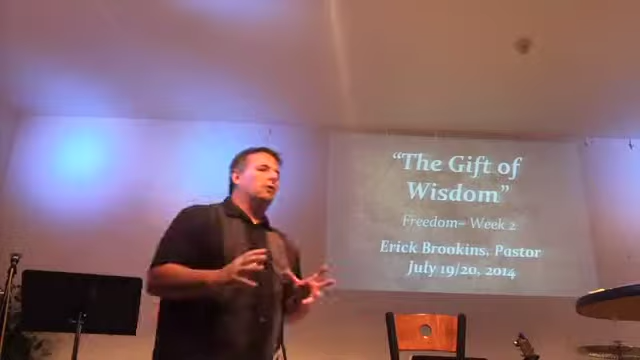 "The Gift of
Wisdom"
Freedom– Week 2
Erick Brookins, Pastor
July 19/20, 2014